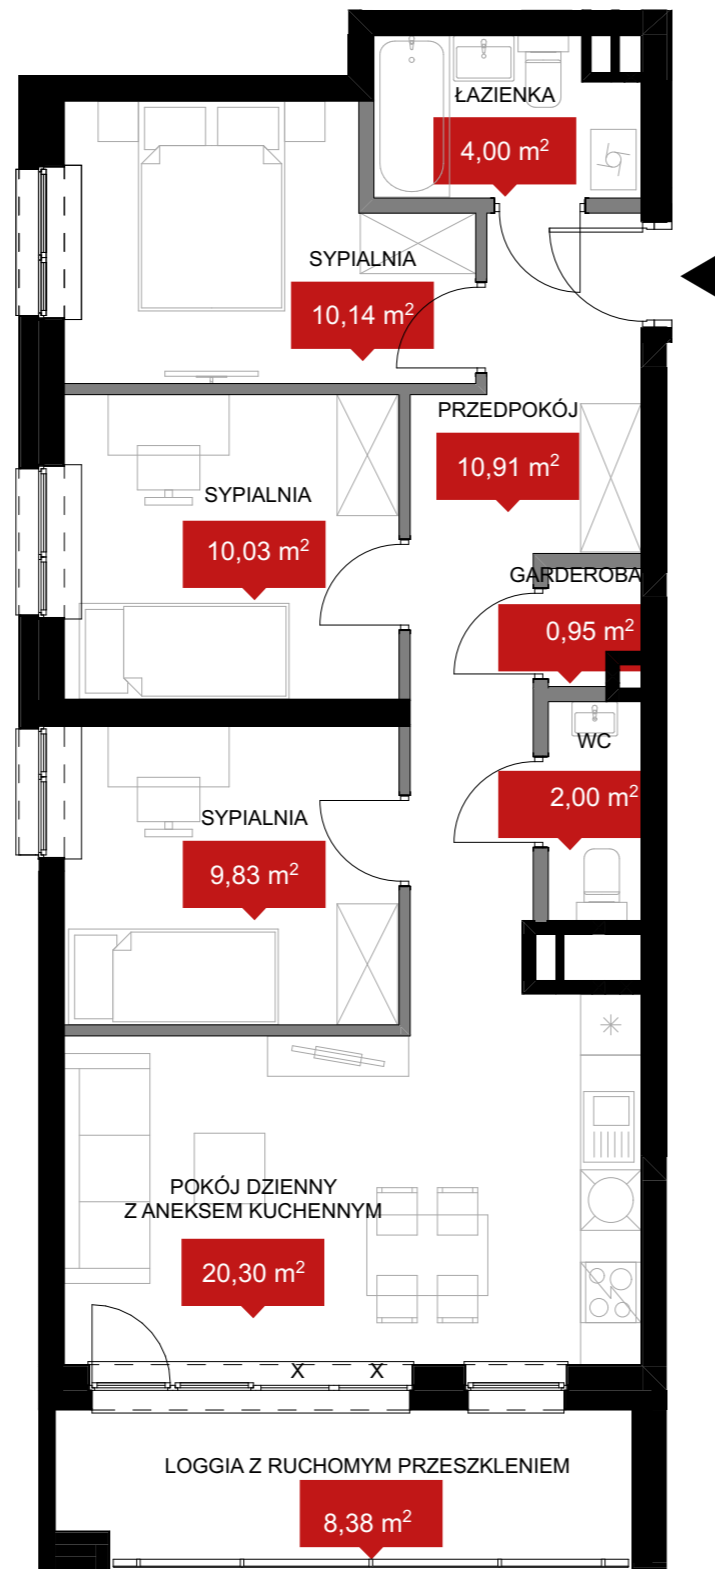 ŁAZIENKA
4,00 m²
SYPIALNIA
10,14 m²
PRZEDPOKÓJ
10,91 m²
SYPIALNIA
10,03 m²
GARDEROBA
0,95 m²
WC
2,00 m²
SYPIALNIA
9,83 m²
POKÓJ DZIENNY
Z ANEKSEM KUCHENNYM
20,30 m²
X X
LOGGIA Z RUCHOMYM PRZESZKLENIEM
8,38 m²